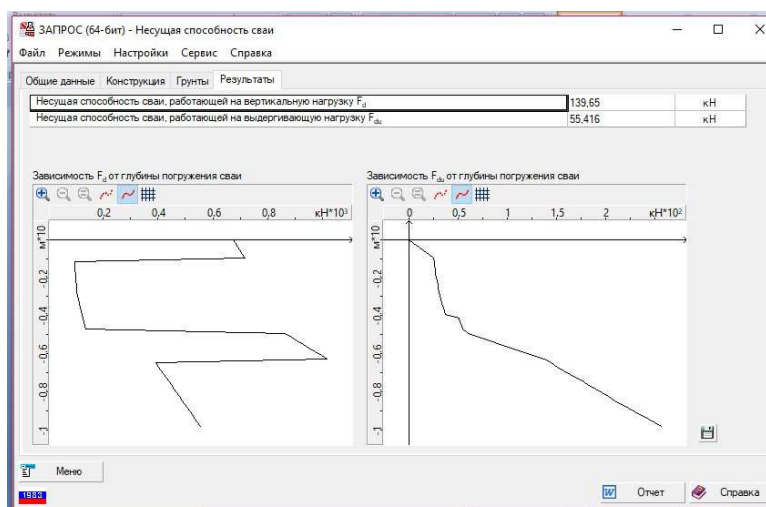 ЗАПРОС (64-бит) - Несущая способность сваи
Файл Режимы Настройки Сервис Справка
Общие данные Конструкция Грунты Результаты
Несущая способность сваи, работающей на вертикальную нагрузку Fd 139,65 кН
Несущая способность сваи, работающей на выдергивающую нагрузку Fdu 55,416 кН
Зависимость Fd от глубины погружения сваи
0,2 0,4 0,6 0,8 кН*10³
м*10
-0,2
-0,4
-0,6
-0,8
-1
Зависимость Fdu от глубины погружения сваи
0 0,5 1 1,5 2 кН*10²
м*10
-0,2
-0,4
-0,6
-0,8
-1
Меню
1983
Отчет Справка